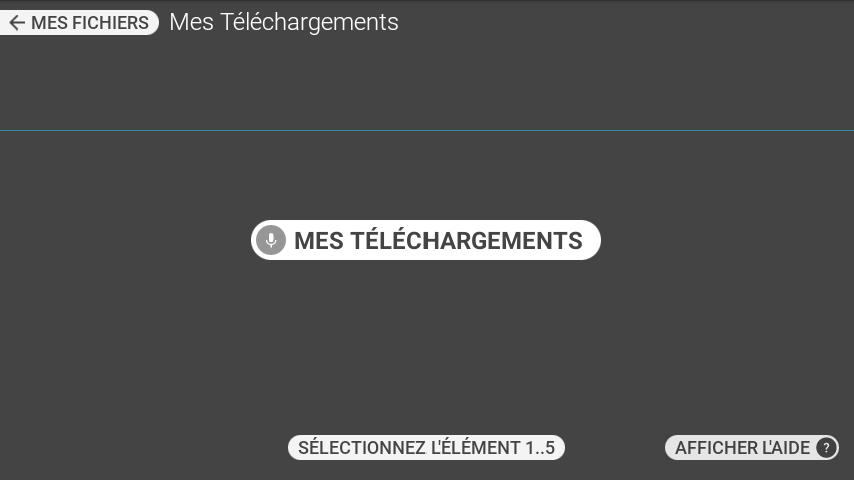 MES FICHIERS Mes Téléchargements
MES TÉLÉCHARGEMENTS
SÉLECTIONNEZ L'ÉLÉMENT 1..5
AFFICHER L'AIDE ?